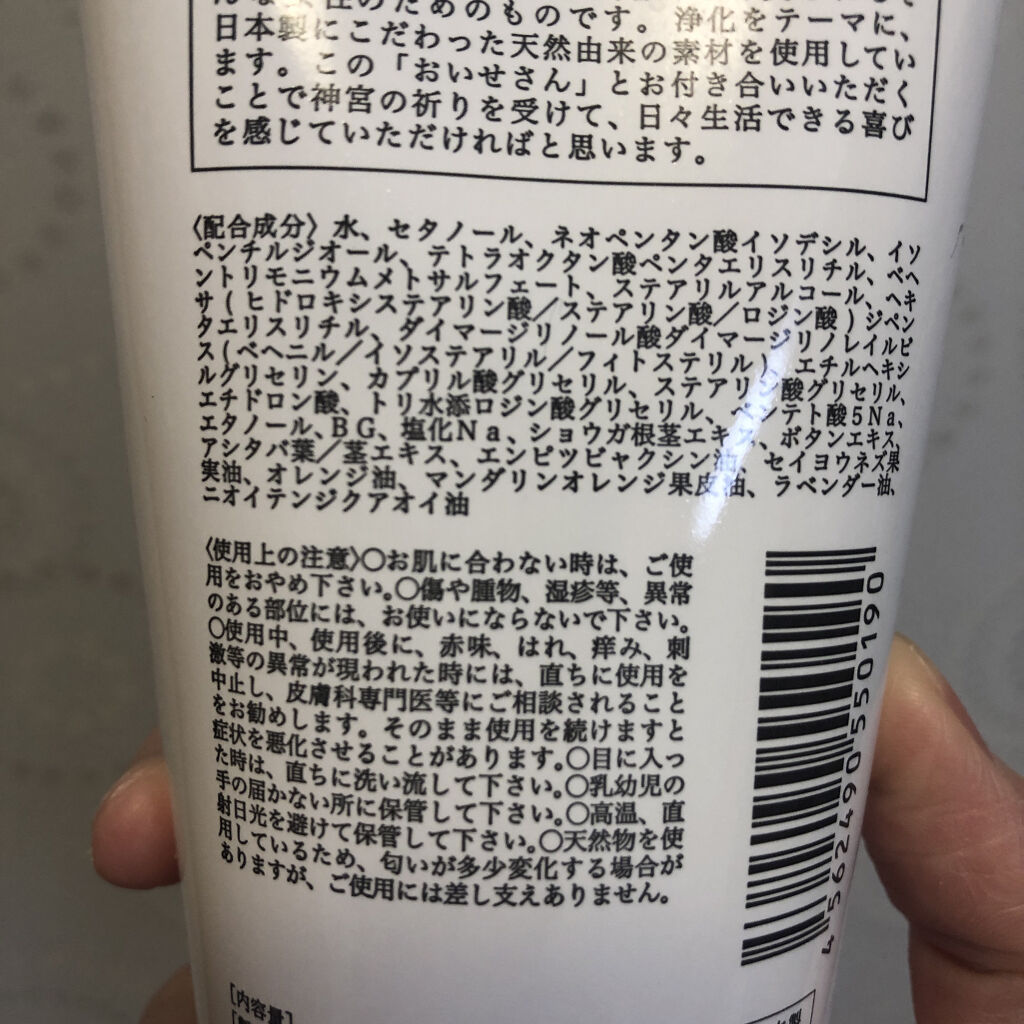 性のためのものです。浄化をテーマに、
日本製にこだわった天然由来の素材を使用してい
ます。この「おいせさん」とお付き合いいただく
ことで神宮の祈りを受けて、日々生活できる喜び
を感じていただければと思います。
〈配合成分〉水、セタノール、ネオペンタン酸イソデシル、イソ
ペンチルジオール、テトラオクタン酸ペンタエリスリチル、ベヘ
ントリモニウムメトサルフェート、ステアリルアルコール、ヘキ
サ(ヒドロキシステアリン酸/ステアリン酸/ロジン酸)ジペン
タエリスリチル、ダイマージリノール酸ダイマージリノレイルビ
ス(ベヘニル/イソステアリル/フィトステリル)、エチルヘキシ
ルグリセリン、カプリル酸グリセリル、ステアリン酸グリセリル、
エチドロン酸、トリ水添ロジン酸グリセリル、ペンテト酸5Na、
エタノール、BG、塩化Na、ショウガ根茎エキス、ボタンエキス、
アシタバ葉/茎エキス、エンピツビャクシン油、セイヨウネズ果
実油、オレンジ油、マンダリンオレンジ果皮油、ラベンダー油、
ニオイテンジクアオイ油
〈使用上の注意〉〇お肌に合わない時は、ご使
用をおやめ下さい。〇傷や腫物、湿疹等、異常
のある部位には、お使いにならないで下さい。
〇使用中、使用後に、赤味、はれ、痒み、刺
激等の異常が現われた時には、直ちに使用を
中止し、皮膚科専門医等にご相談されること
をお勧めします。そのまま使用を続けますと
症状を悪化させることがあります。〇目に入っ
た時は、直ちに洗い流して下さい。〇乳幼児の
手の届かない所に保管して下さい。〇高温、直
射日光を避けて保管して下さい。〇天然物を使
用しているため、匂いが多少変化する場合が
ありますが、ご使用には差し支えありません。
4 562490 550190
[内容量]